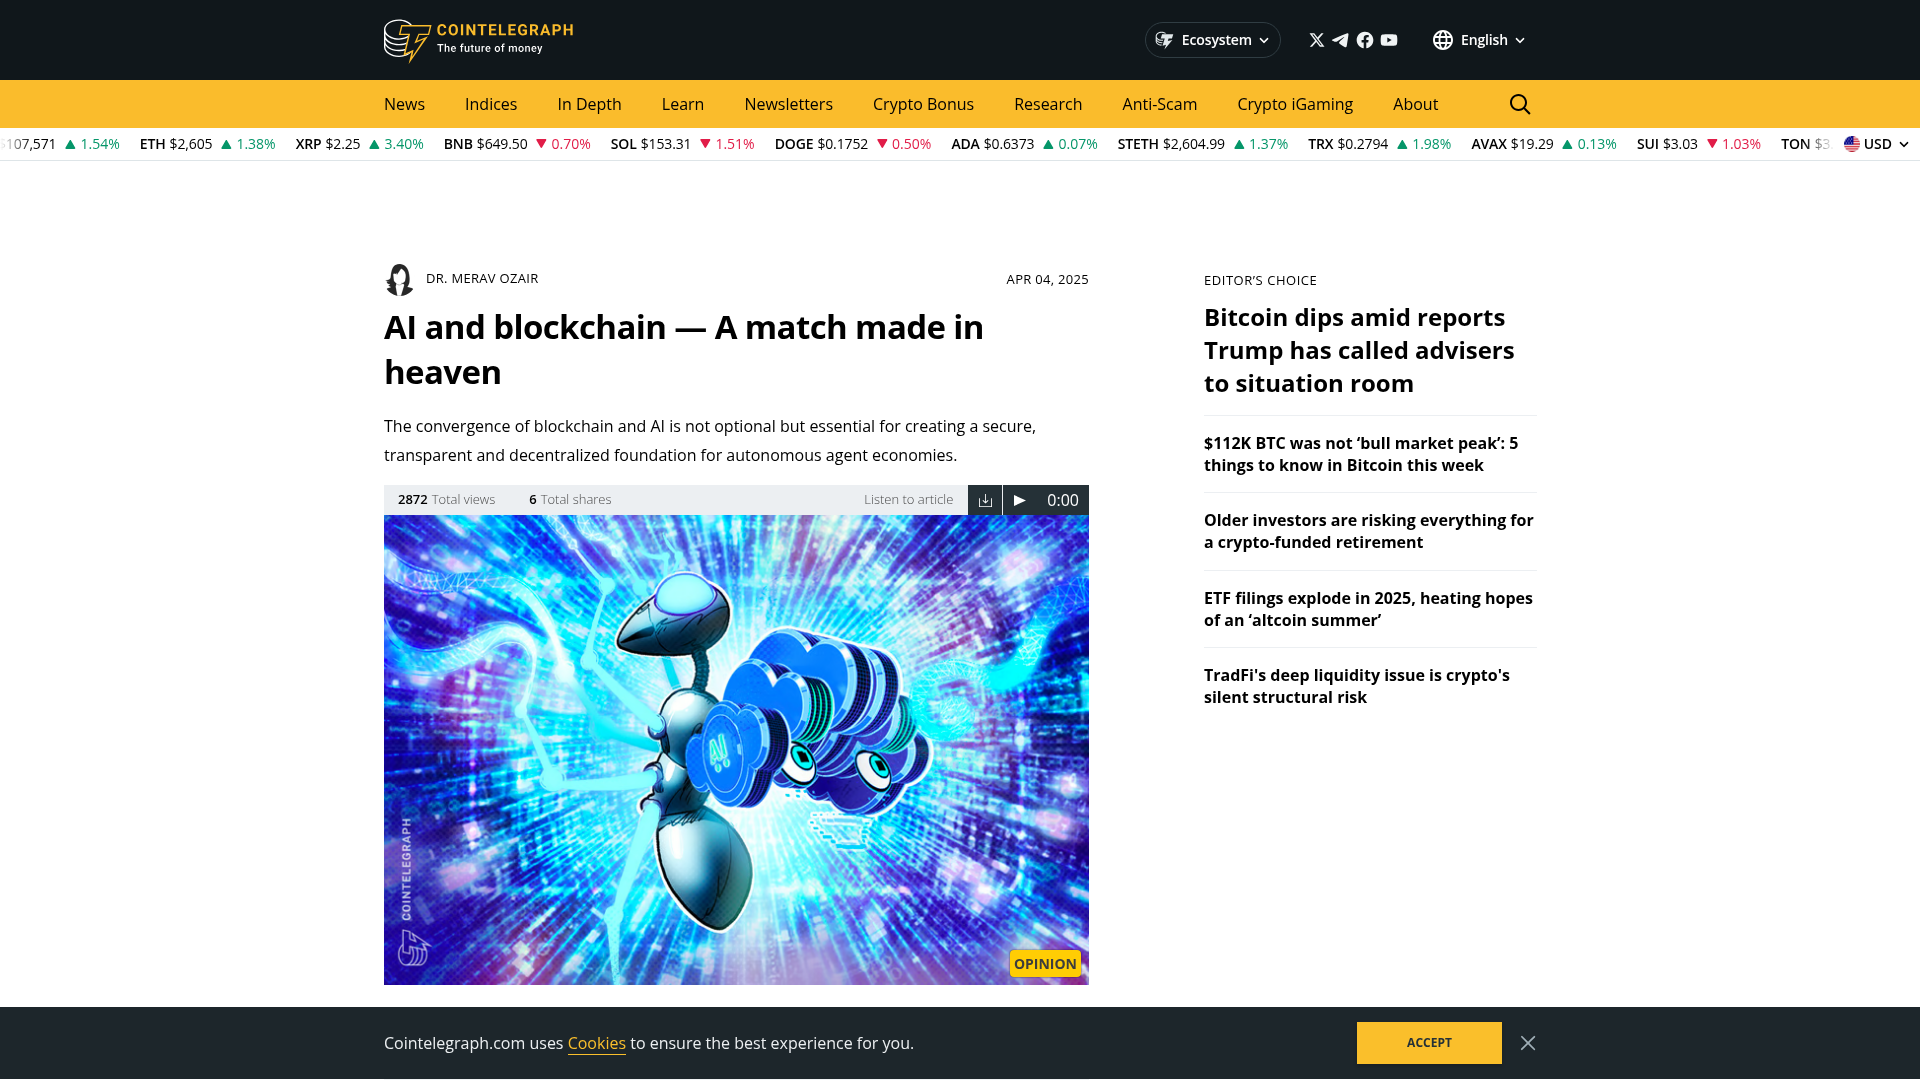 COINTELEGRAPH
The future of money
Ecosystem
English
News Indices In Depth Learn Newsletters Crypto Bonus Research Anti-Scam Crypto iGaming About
$107,571 1.54% ETH $2,605 1.38% XRP $2.25 3.40% BNB $649.50 0.70% SOL $153.31 1.51% DOGE $0.1752 0.50% ADA $0.6373 0.07% STETH $2,604.99 1.37% TRX $0.2794 1.98% AVAX $19.29 0.13% SUI $3.03 1.03% TON $3. USD
DR. MERAV OZAIR
APR 04, 2025
AI and blockchain — A match made in
heaven
The convergence of blockchain and AI is not optional but essential for creating a secure,
transparent and decentralized foundation for autonomous agent economies.
2872 Total views 6 Total shares Listen to article 0:00
AI
COINTELEGRAPH
OPINION
EDITOR’S CHOICE
Bitcoin dips amid reports
Trump has called advisers
to situation room
$112K BTC was not ‘bull market peak’: 5
things to know in Bitcoin this week
Older investors are risking everything for
a crypto-funded retirement
ETF filings explode in 2025, heating hopes
of an ‘altcoin summer’
TradFi's deep liquidity issue is crypto's
silent structural risk
Cointelegraph.com uses Cookies to ensure the best experience for you.
ACCEPT